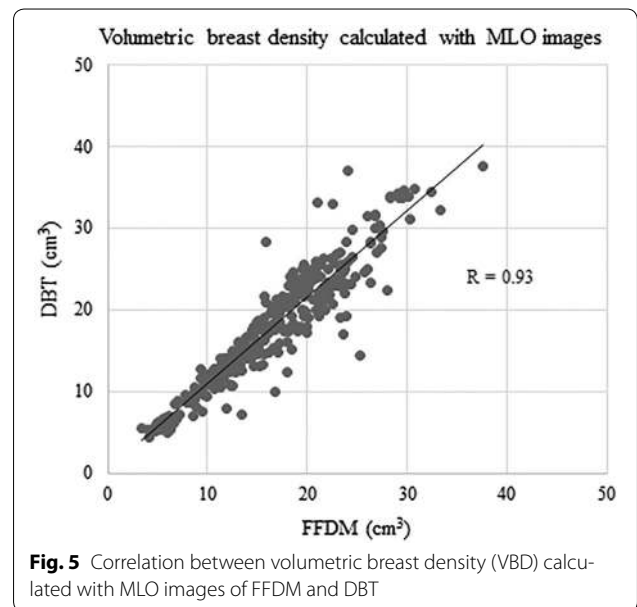 Volumetric breast density calculated with MLO images
50
40
30
20
10
0
DBT (cm³)
R = 0.93
0 10 20 30 40 50
FFDM (cm³)
Fig. 5 Correlation between volumetric breast density (VBD) calcu-
lated with MLO images of FFDM and DBT